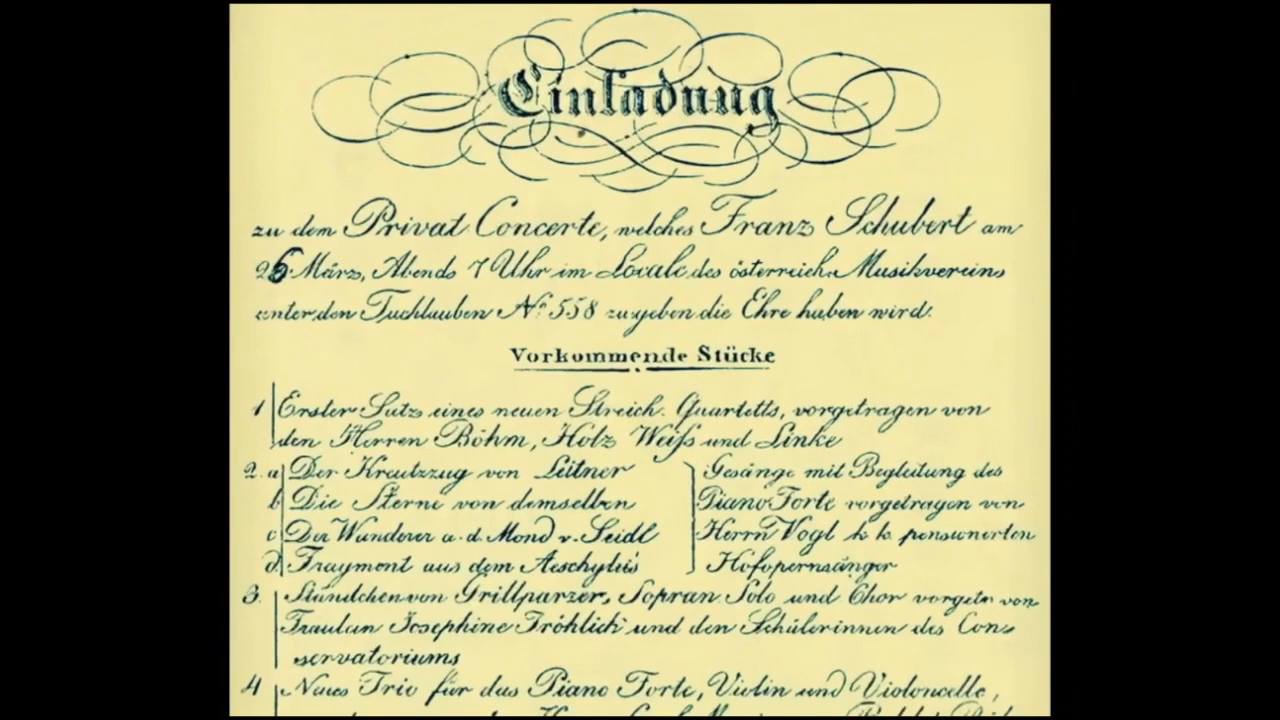 Einladung
zu dem Privat Concerte, welches Franz Schubert am
26 März, Abends 7 Uhr im Locale des österreich. Musikvereins
unter den Tuchlauben No. 558 zu geben die Ehre haben wird.
Vorkommende Stücke
1 Erster Satz eines neuen Streich. Quartetts, vorgetragen von
den Herren Böhm, Holz Weiss und Linke
2. a Der Kreutzzug von Leitner
b Die Sterne von demselben
c Der Wanderer a. d. Mond v. Seidl
d. Fragment aus dem Aeschylus
Gesänge mit Begleitung des
Piano Forte vorgetragen von
Herrn Vogl k k pensionirten
Hofopernsänger
3. Ständchen von Grillparzer, Sopran Solo und Chor vorgetr von
Fräulein Josephine Fröhlich und den Schülerinnen des Con-
servatoriums
4 Neues Trio für das Piano Forte, Violin und Violoncelle,